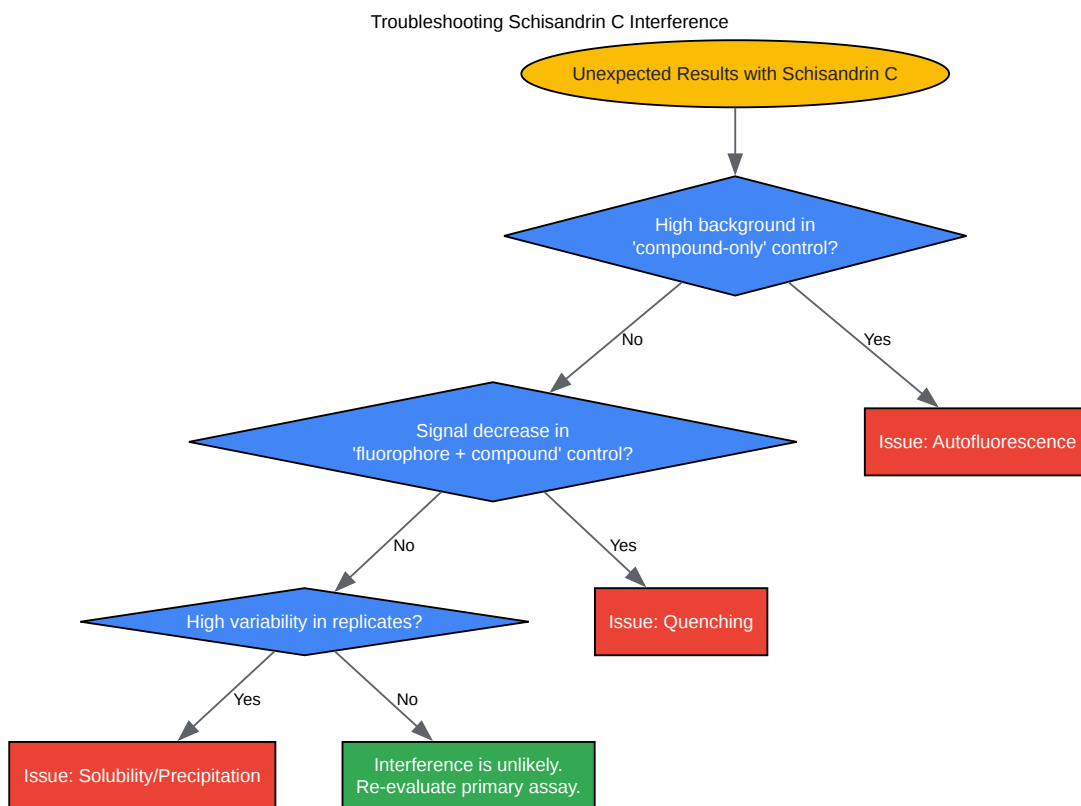 Troubleshooting Schisandrin C Interference
Unexpected Results with Schisandrin C
High background in
'compound-only' control?
No
Yes
Signal decrease in
'fluorophore + compound' control?
Issue: Autofluorescence
No
Yes
High variability in replicates?
Issue: Quenching
Yes
No
Issue: Solubility/Precipitation
Interference is unlikely.
Re-evaluate primary assay.